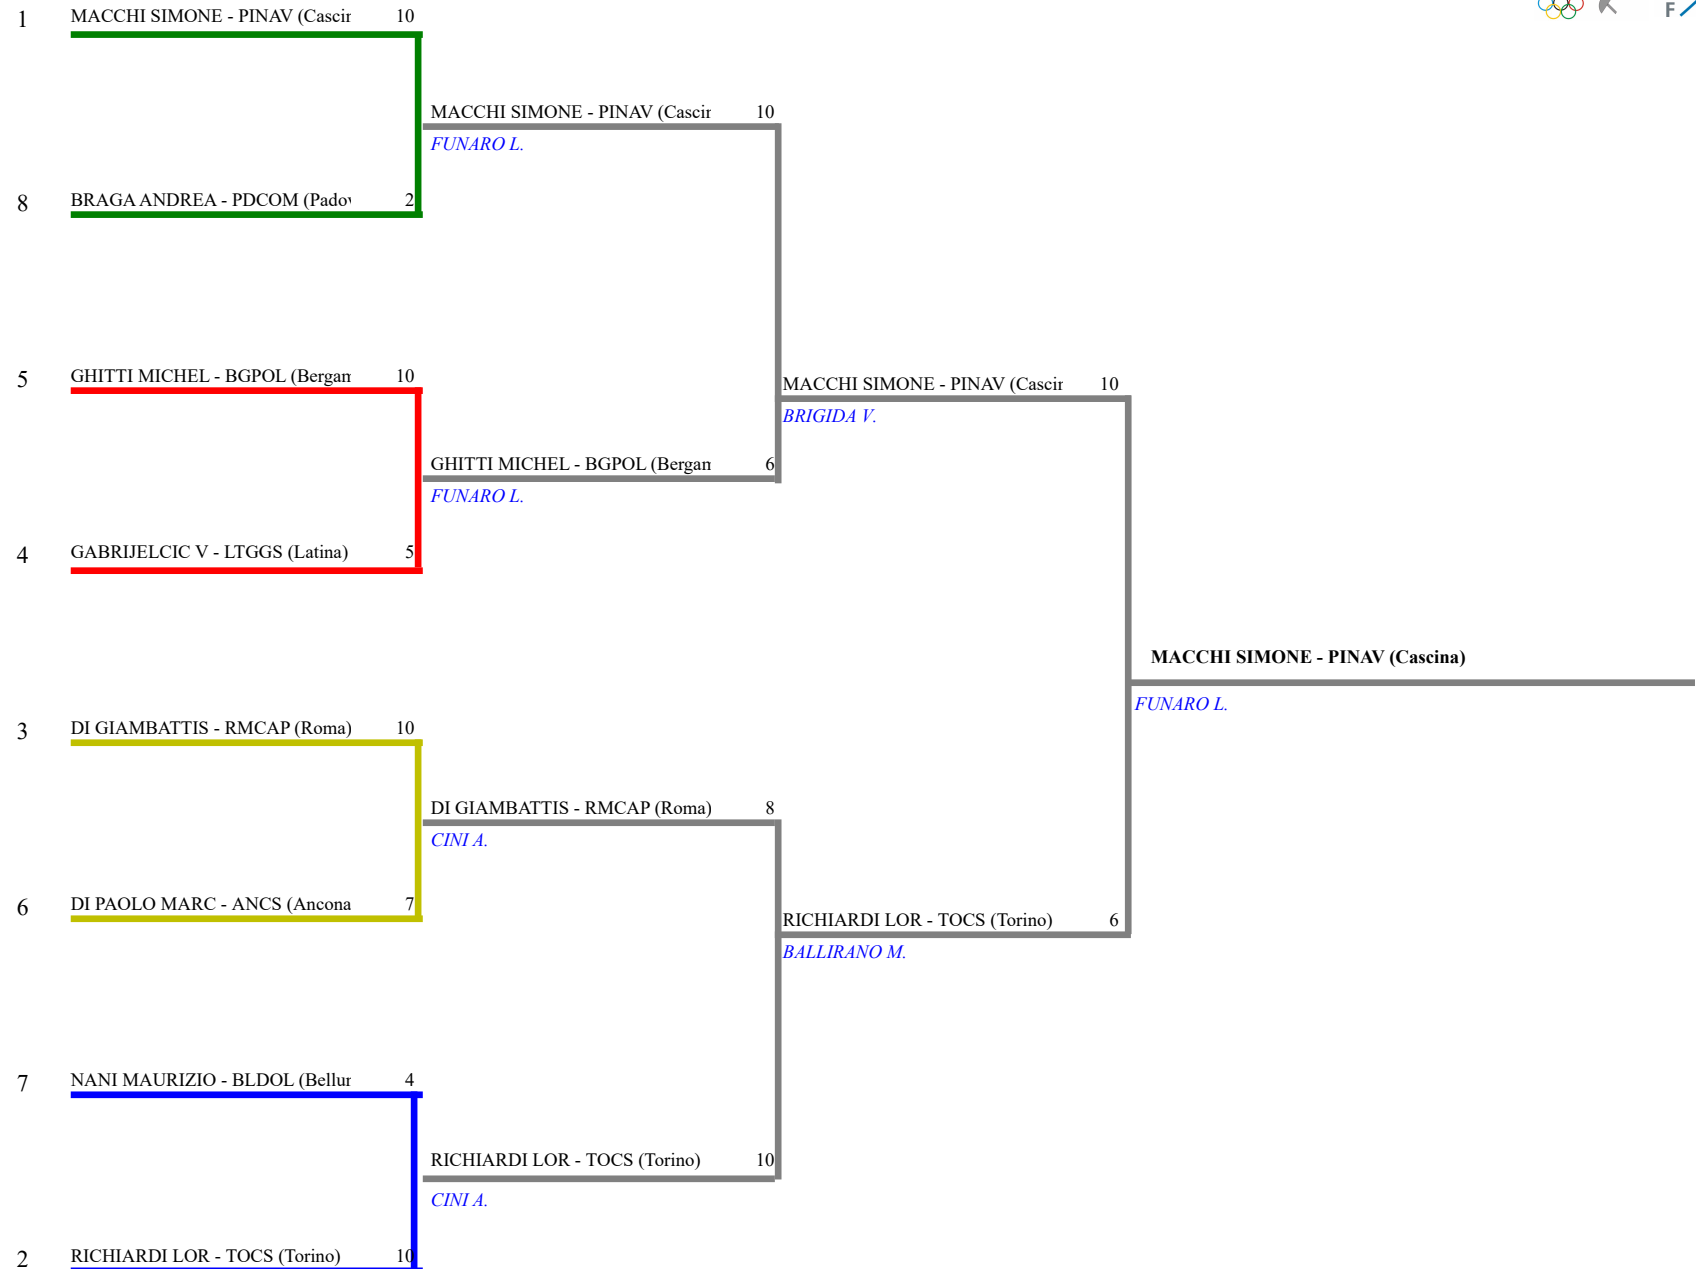 1 MACCHI SIMONE - PINAV (Cascir 10
MACCHI SIMONE - PINAV (Cascir 10
FUNARO L.
8 BRAGA ANDREA - PDCOM (Padov 2
5 GHITTI MICHEL - BGPOL (Bergam 10
MACCHI SIMONE - PINAV (Cascir 10
BRIGIDA V.
GHITTI MICHEL - BGPOL (Bergam 6
FUNARO L.
4 GABRIJELCIC V - LTGGS (Latina) 5
MACCHI SIMONE - PINAV (Cascina)
FUNARO L.
3 DI GIAMBATTIS - RMCAP (Roma) 10
DI GIAMBATTIS - RMCAP (Roma) 8
CINI A.
6 DI PAOLO MARC - ANCS (Ancona 7
RICHIARDI LOR - TOCS (Torino) 6
BALLIRANO M.
7 NANI MAURIZIO - BLDOL (Bellur 4
RICHIARDI LOR - TOCS (Torino) 10
CINI A.
2 RICHIARDI LOR - TOCS (Torino) 10
F